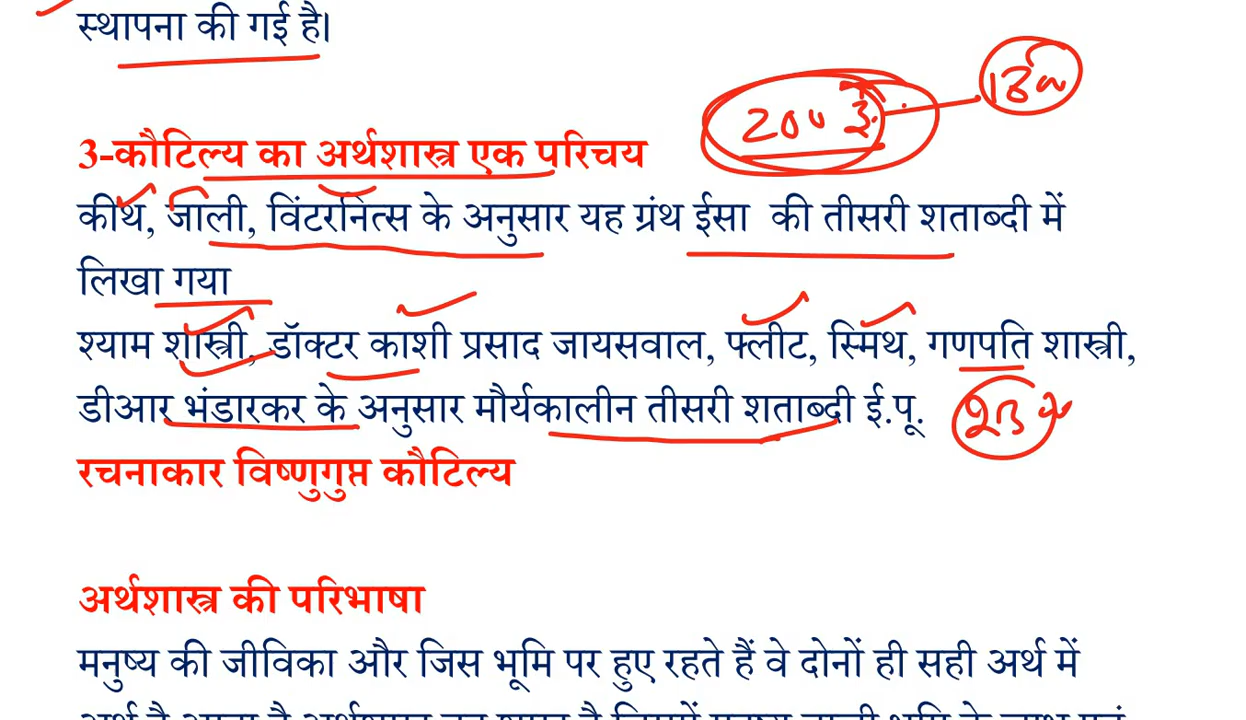 स्थापना की गई है।
200 ई.
3-कौटिल्य का अर्थशास्त्र एक परिचय
कीथ, जाली, विंटरनित्स के अनुसार यह ग्रंथ ईसा की तीसरी शताब्दी में
लिखा गया
श्याम शास्त्री, डॉक्टर काशी प्रसाद जायसवाल, फ्लीट, स्मिथ, गणपति शास्त्री,
डीआर भंडारकर के अनुसार मौर्यकालीन तीसरी शताब्दी ई.पू.
रचनाकार विष्णुगुप्त कौटिल्य
अर्थशास्त्र की परिभाषा
मनुष्य की जीविका और जिस भूमि पर हुए रहते हैं वे दोनों ही सही अर्थ में